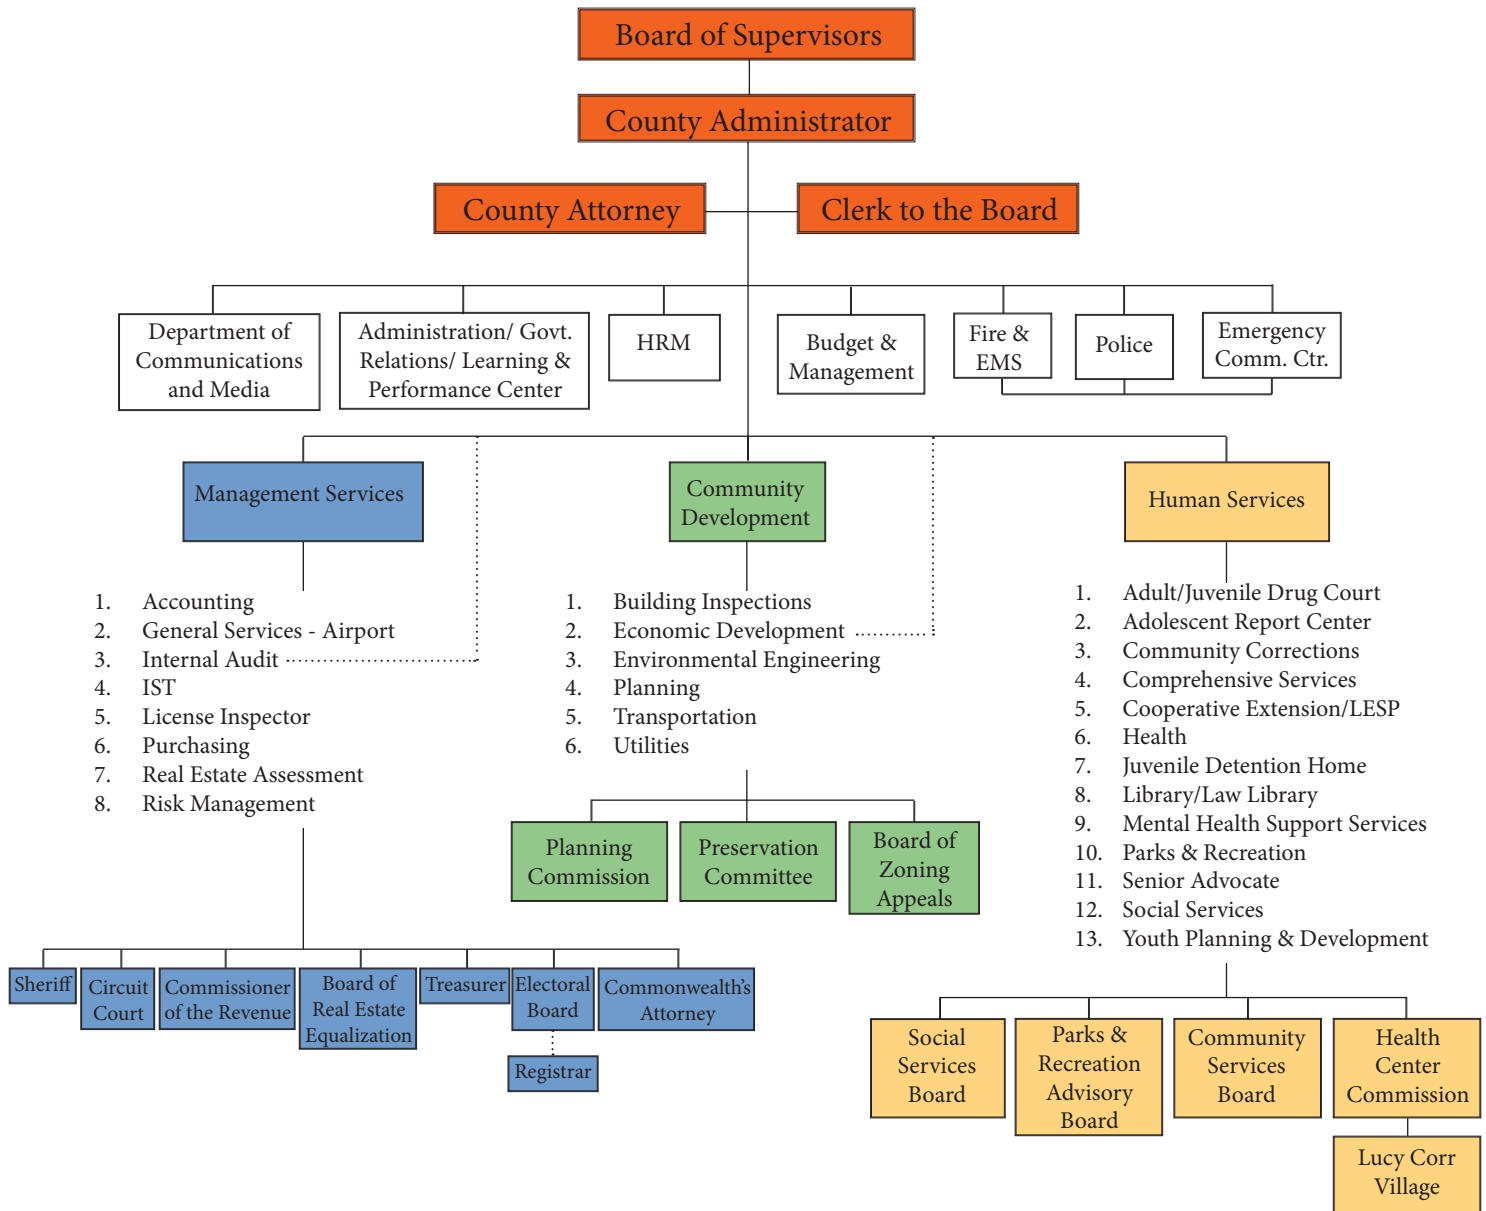 Board of Supervisors
County Administrator
County Attorney
Clerk to the Board
Department of
Communications
and Media
Administration/ Govt.
Relations/ Learning &
Performance Center
HRM
Budget &
Management
Fire &
EMS
Police
Emergency
Comm. Ctr.
Management Services
1. Accounting
2. General Services - Airport
3. Internal Audit
4. IST
5. License Inspector
6. Purchasing
7. Real Estate Assessment
8. Risk Management
Sheriff
Circuit
Court
Commissioner
of the Revenue
Board of
Real Estate
Equalization
Treasurer
Electoral
Board
Registrar
Commonwealth's
Attorney
Community
Development
1. Building Inspections
2. Economic Development
3. Environmental Engineering
4. Planning
5. Transportation
6. Utilities
Planning
Commission
Preservation
Committee
Board of
Zoning
Appeals
Human Services
1. Adult/Juvenile Drug Court
2. Adolescent Report Center
3. Community Corrections
4. Comprehensive Services
5. Cooperative Extension/LESP
6. Health
7. Juvenile Detention Home
8. Library/Law Library
9. Mental Health Support Services
10. Parks & Recreation
11. Senior Advocate
12. Social Services
13. Youth Planning & Development
Social
Services
Board
Parks &
Recreation
Advisory
Board
Community
Services
Board
Health
Center
Commission
Lucy Corr
Village